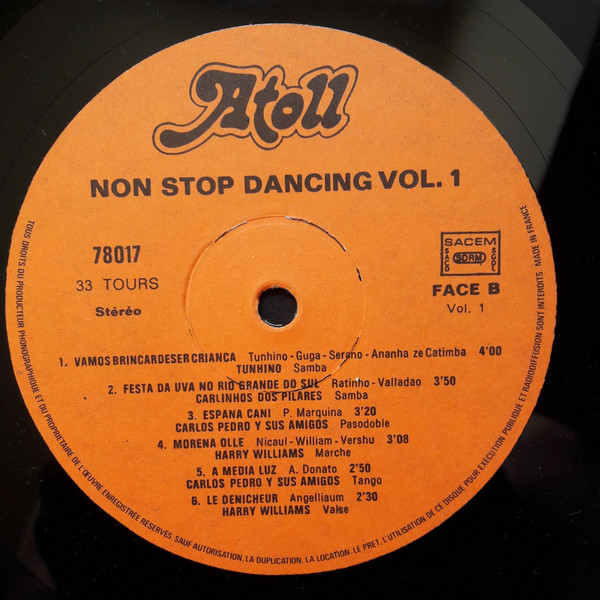 Atoll
NON STOP DANCING VOL. 1
78017
33 TOURS
Stéréo
SACEM
SACD SDRM SGDL
FACE B
Vol. 1
1. VAMOS BRINCAR DE SER CRIANCA Tunhino - Guga - Sereno - Ananha ze Catimba 4'00
TUNHINO Samba
2. FESTA DA UVA NO RIO GRANDE DO SUL Ratinho - Valladao 3'50
CARLINHOS DOS PILARES Samba
3. ESPANA CANI P. Marquina 3'20
CARLOS PEDRO Y SUS AMIGOS Pasodoble
4. MORENA OLLE Nicaul - William - Vershu 3'08
HARRY WILLIAMS Marche
5. A MEDIA LUZ A. Donato 2'50
CARLOS PEDRO Y SUS AMIGOS Tango
6. LE DENICHEUR Angelliaum 2'30
HARRY WILLIAMS Valse
TOUS DROITS DU PRODUCTEUR PHONOGRAPHIQUE ET DU PROPRIETAIRE DE L'ŒUVRE ENREGISTREE RESERVES. SAUF AUTORISATION, LA DUPLICATION, LA LOCATION, LE PRET, L'UTILISATION DE CE DISQUE POUR EXECUTION PUBLIQUE ET RADIODIFFUSION SONT INTERDITS. MADE IN FRANCE